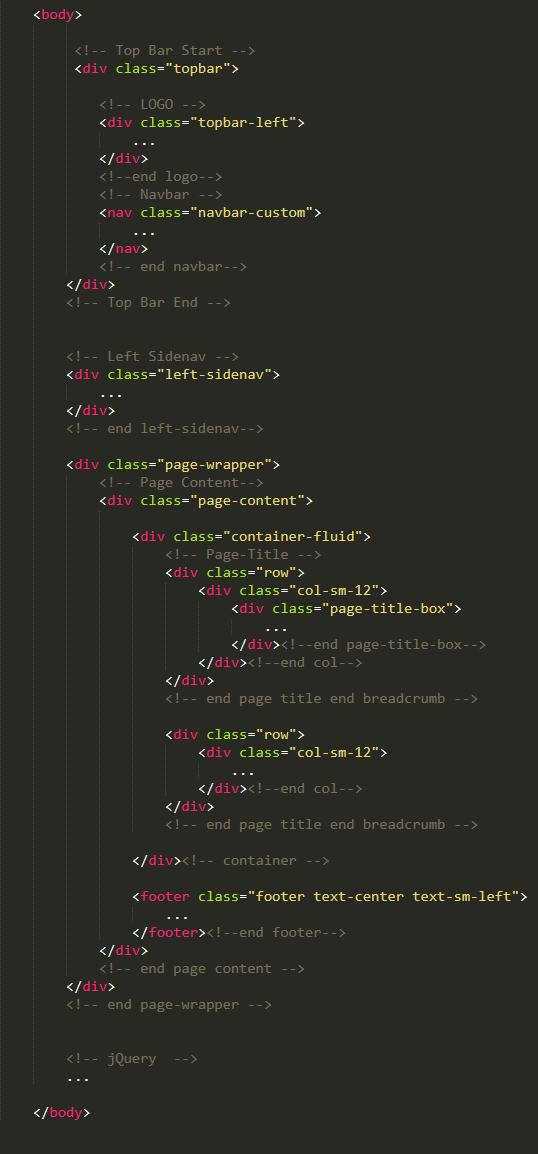 <body>
<!-- Top Bar Start -->
<div class="topbar">
<!-- LOGO -->
<div class="topbar-left">
...
</div>
<!--end logo-->
<!-- Navbar -->
<nav class="navbar-custom">
...
</nav>
<!-- end navbar-->
</div>
<!-- Top Bar End -->
<!-- Left Sidenav -->
<div class="left-sidenav">
...
</div>
<!-- end left-sidenav-->
<div class="page-wrapper">
<!-- Page Content-->
<div class="page-content">
<div class="container-fluid">
<!-- Page-Title -->
<div class="row">
<div class="col-sm-12">
<div class="page-title-box">
...
</div><!--end page-title-box-->
</div><!--end col-->
</div>
<!-- end page title end breadcrumb -->
<div class="row">
<div class="col-sm-12">
...
</div><!--end col-->
</div>
<!-- end page title end breadcrumb -->
</div><!-- container -->
<footer class="footer text-center text-sm-left">
...
</footer><!--end footer-->
</div>
<!-- end page content -->
</div>
<!-- end page-wrapper -->
<!-- jQuery  -->
...
</body>